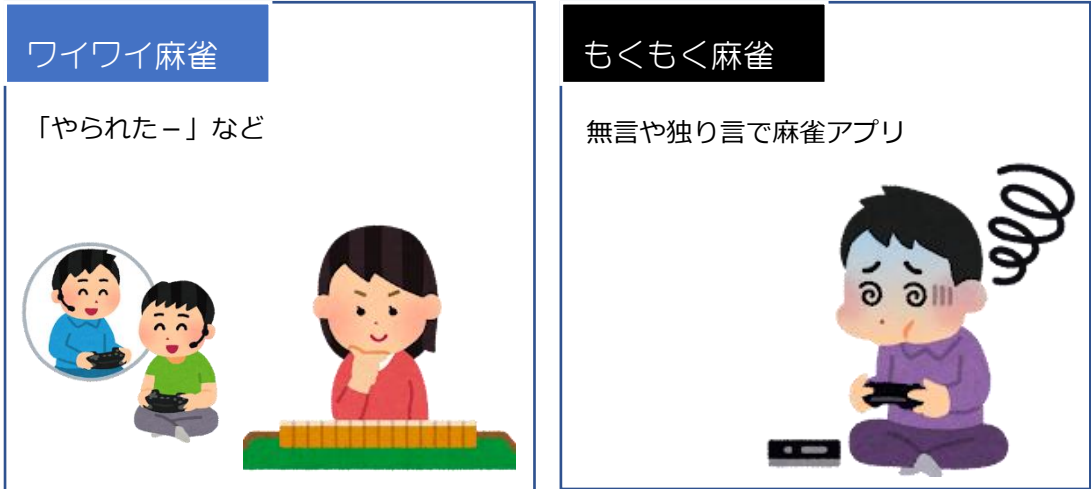 ワイワイ麻雀
「やられた－」など
もくもく麻雀
無言や独り言で麻雀アプリ